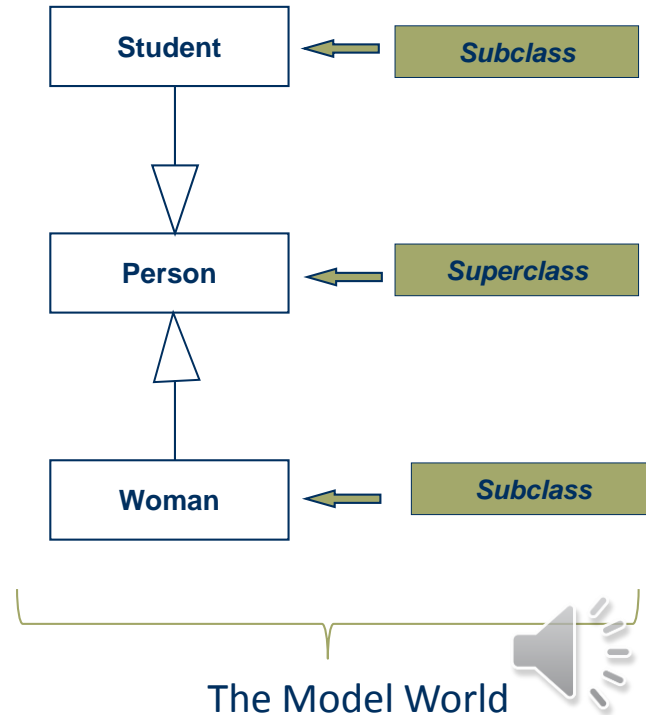 Student
Subclass
Person
Superclass
Woman
Subclass
The Model World